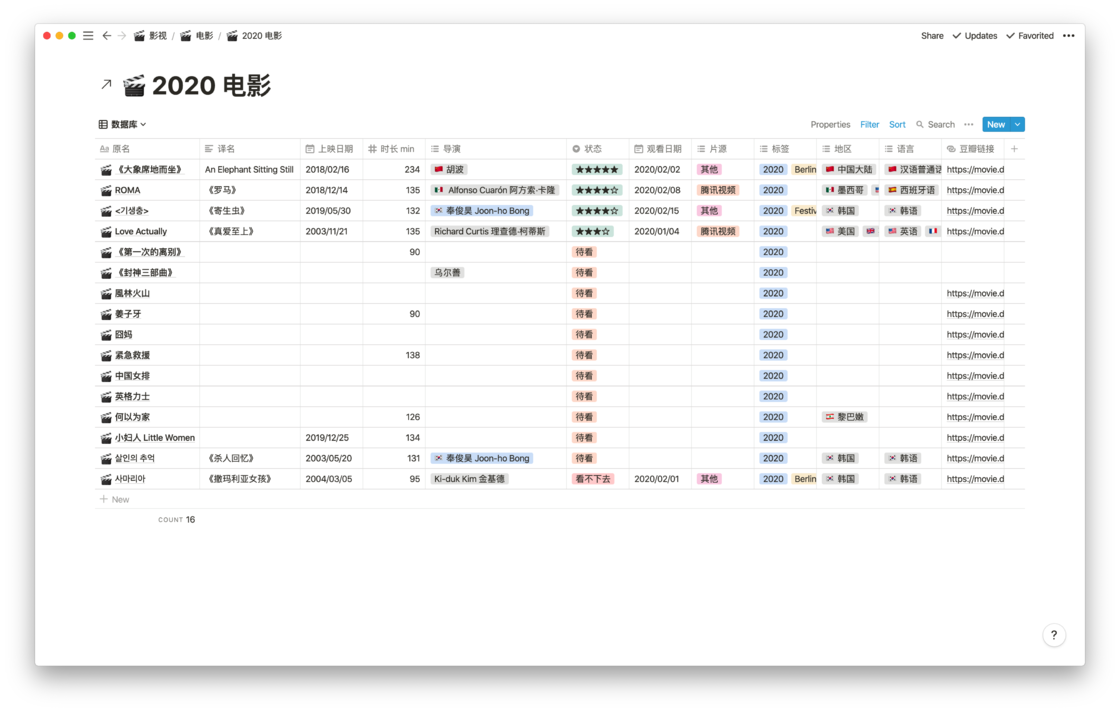 影视 / 电影 / 2020 电影 Share Updates Favorited
2020 电影
数据库 Properties Filter Sort Search New
Aa 原名 译名 上映日期 时长 min 导演 状态 观看日期 片源 标签 地区 语言 豆瓣链接
《大象席地而坐》 An Elephant Sitting Still 2018/02/16 234 胡波 ★★★★★ 2020/02/02 其他 2020 Berlin 中国大陆 汉语普通话 https://movie.d
ROMA 《罗马》 2018/12/14 135 Alfonso Cuarón 阿方索·卡隆 ★★★★☆ 2020/02/08 腾讯视频 2020 墨西哥 西班牙语 https://movie.d
<기생충> 《寄生虫》 2019/05/30 132 奉俊昊 Joon-ho Bong ★★★★☆ 2020/02/15 其他 2020 Festiv 韩国 韩语 https://movie.d
Love Actually 《真爱至上》 2003/11/21 135 Richard Curtis 理查德·柯蒂斯 ★★★☆ 2020/01/04 腾讯视频 2020 美国 英语 https://movie.d
《第一次的离别》 90 待看 2020
《封神三部曲》 乌尔善 待看 2020
風林火山 待看 2020 https://movie.d
姜子牙 90 待看 2020 https://movie.d
囧妈 待看 2020 https://movie.d
紧急救援 138 待看 2020 https://movie.d
中国女排 待看 2020 https://movie.d
英格力士 待看 2020 https://movie.d
何以为家 126 待看 2020 黎巴嫩 https://movie.d
小妇人 Little Women 2019/12/25 134 待看 2020 https://movie.d
살인의 추억 《杀人回忆》 2003/05/20 131 奉俊昊 Joon-ho Bong 待看 2020 韩国 韩语 https://movie.d
사마리아 《撒玛利亚女孩》 2004/03/05 95 Ki-duk Kim 金基德 看不下去 2020/02/01 其他 2020 Berlin 韩国 韩语 https://movie.d
New
COUNT 16
?